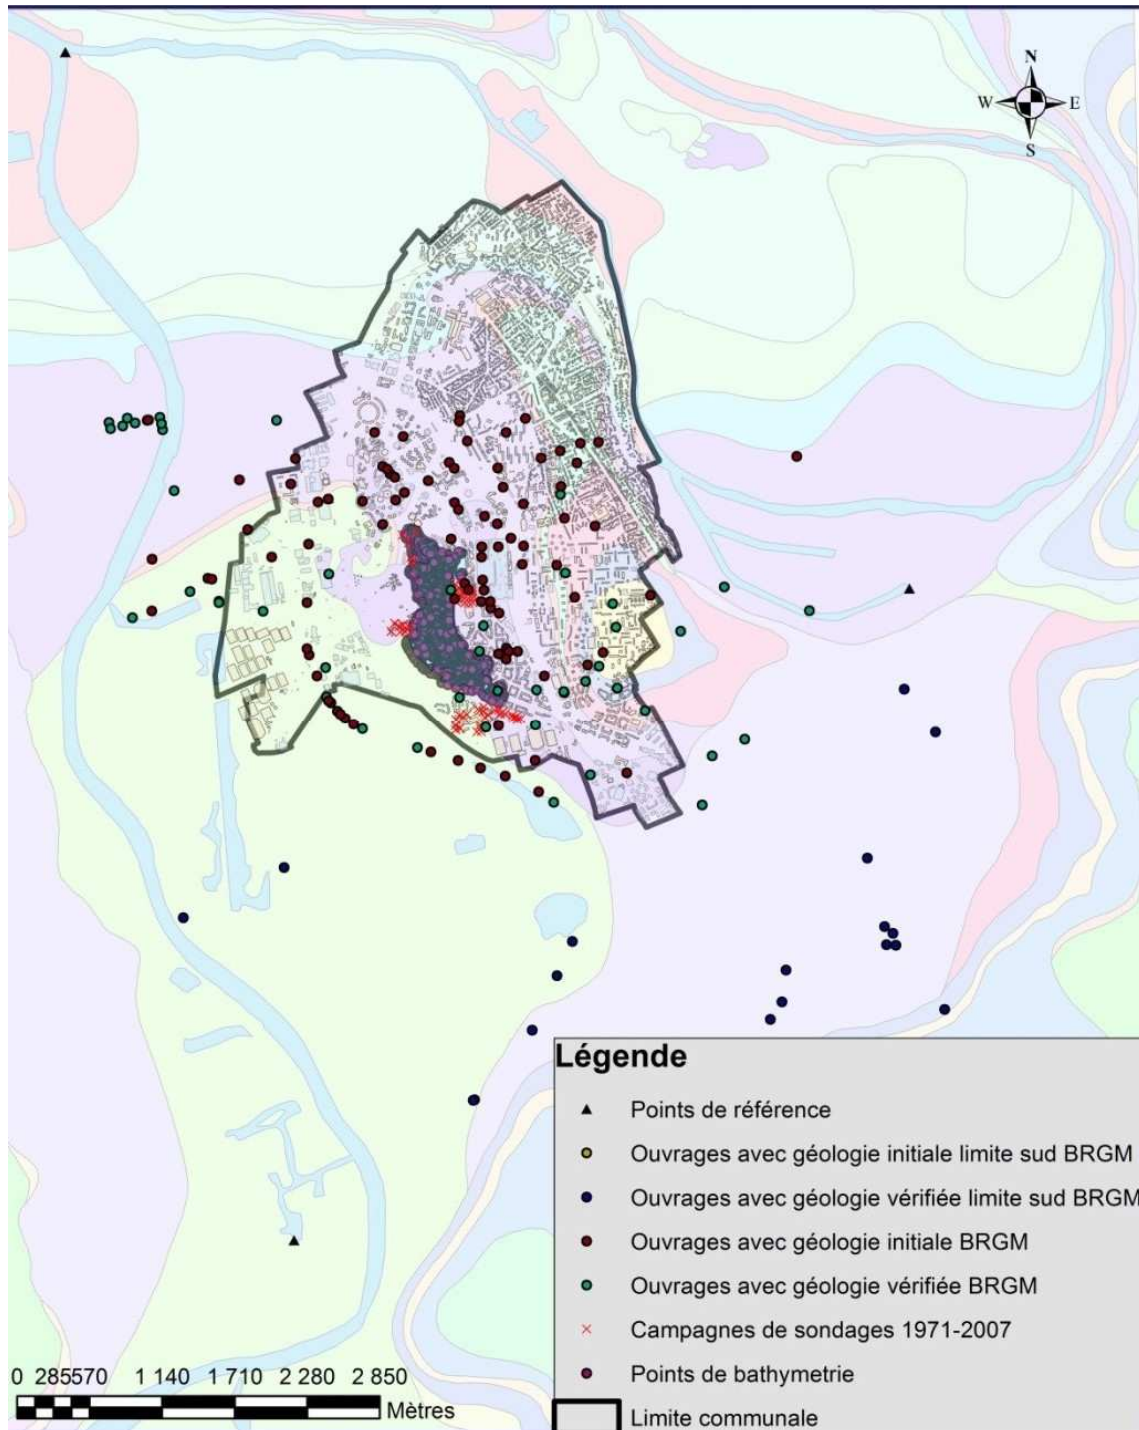 N
W E
S
Légende
Points de référence
Ouvrages avec géologie initiale limite sud BRGM
Ouvrages avec géologie vérifiée limite sud BRGM
Ouvrages avec géologie initiale BRGM
Ouvrages avec géologie vérifiée BRGM
Campagnes de sondages 1971-2007
Points de bathymetrie
Limite communale
0 285570 1 140 1 710 2 280 2 850
Mètres